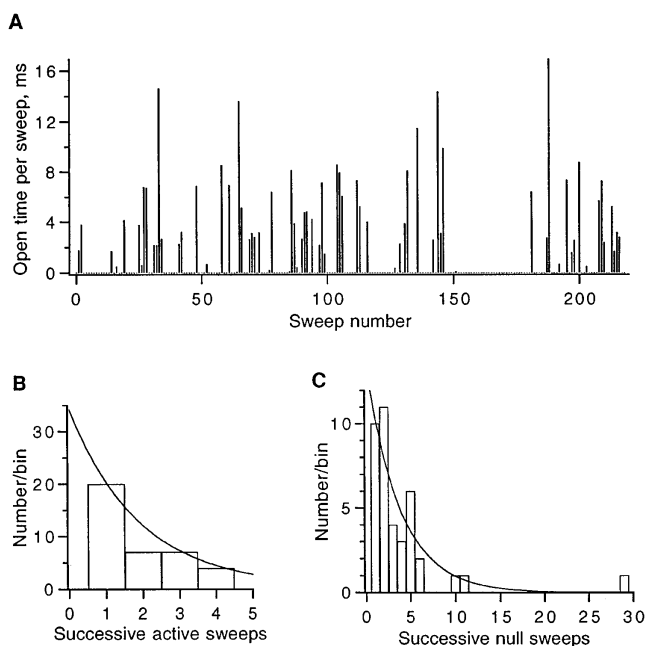 A
Open time per sweep, ms
16
12
8
4
0
0 50 100 150 200
Sweep number
B
C
Number/bin
30
20
10
0
0 1 2 3 4 5
Successive active sweeps
Number/bin
10
5
0
0 5 10 15 20 25 30
Successive null sweeps